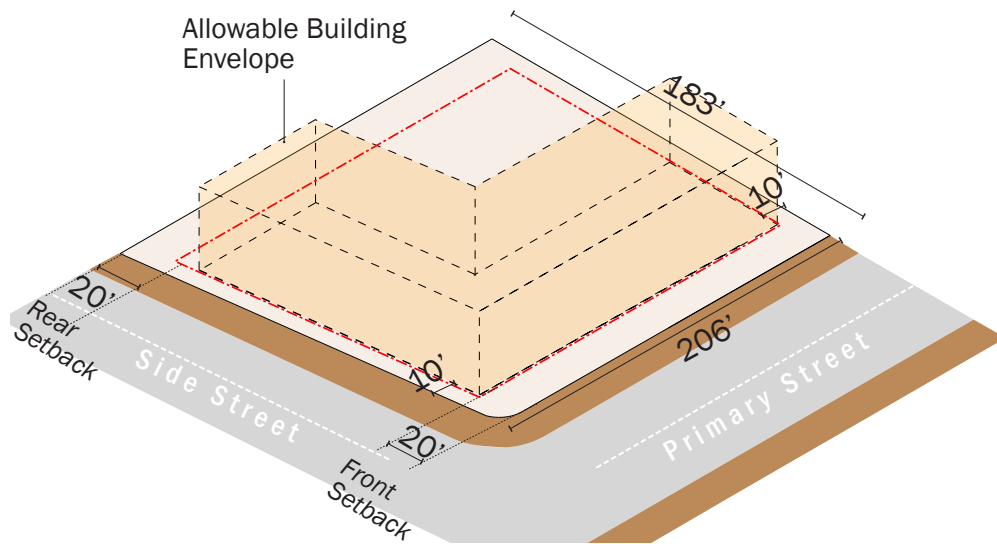 Allowable Building
Envelope
183’
10’
20’
Rear
Setback
Side Street
10’
206’
Primary Street
20’
Front
Setback